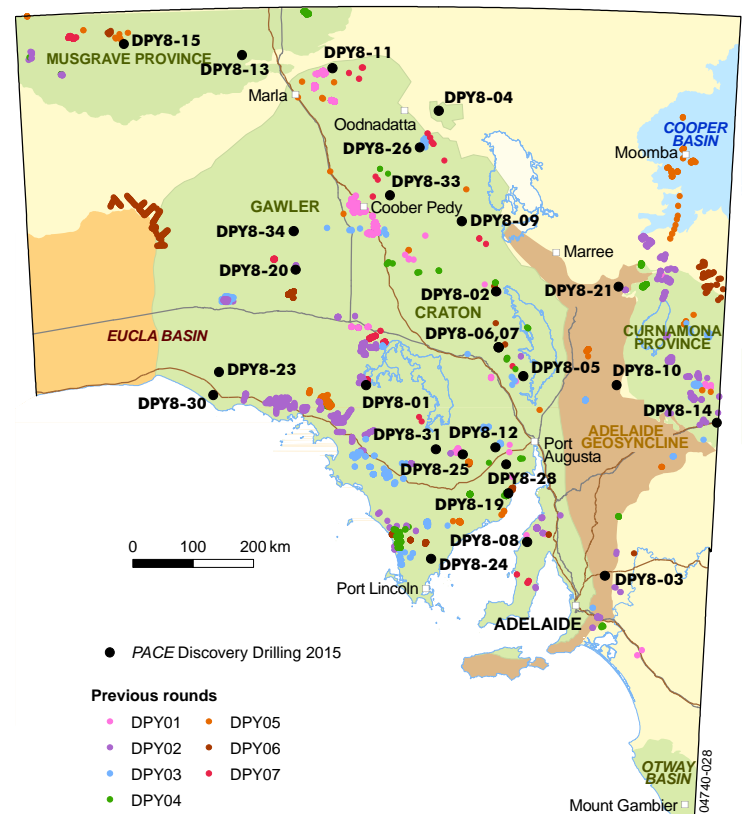 DPY8-15
MUSGRAVE PROVINCE
DPY8-13
DPY8-11
Marla
DPY8-04
Oodnadatta
DPY8-26
COOPER
BASIN
Moomba
DPY8-33
GAWLER
Coober Pedy
DPY8-34
DPY8-09
Marree
DPY8-20
DPY8-02
DPY8-21
CRATON
DPY8-06,07
CURNAMONA
PROVINCE
EUCLA BASIN
DPY8-23
DPY8-05
DPY8-10
DPY8-30
DPY8-01
DPY8-14
DPY8-31
DPY8-12
ADELAIDE
GEOSYNCLINE
Port
Augusta
DPY8-25
DPY8-28
DPY8-19
DPY8-08
0 100 200 km
DPY8-24
DPY8-03
Port Lincoln
ADELAIDE
PACE Discovery Drilling 2015
Previous rounds
DPY01
DPY05
DPY02
DPY06
DPY03
DPY07
DPY04
OTWAY
BASIN
Mount Gambier
04740-028